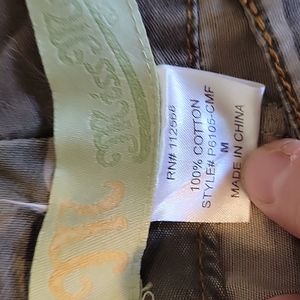 RN# 112568
100% COTTON
STYLE# P6105-CMF
M
MADE IN CHINA